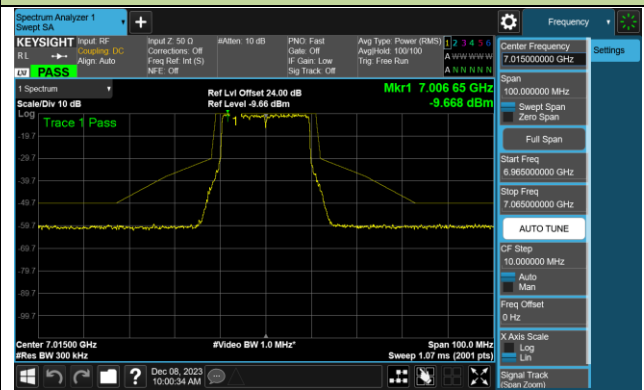 Spectrum Analyzer 1
Swept SA
Frequency
KEYSIGHT
Input: RF
Coupling: DC
Align: Auto
Input Z: 50 Ω
Corrections: Off
Freq Ref: Int (S)
NFE: Off
#Atten: 10 dB
PNO: Fast
Gate: Off
IF Gain: Low
Sig Track: Off
Avg Type: Power (RMS)
Avg|Hold: 100/100
Trig: Free Run
1 2 3 4 5 6
A W W W W W
A N N N N N
R L
LXI PASS
1 Spectrum
Scale/Div 10 dB
Log
Ref Lvl Offset 24.00 dB
Ref Level -9.66 dBm
Mkr1 7.006 65 GHz
-9.668 dBm
Trace 1 Pass
1
-19.7
-29.7
-39.7
-49.7
-59.7
-69.7
-79.7
-89.7
-99.7
Center 7.01500 GHz
#Res BW 300 kHz
#Video BW 1.0 MHz*
Span 100.0 MHz
Sweep 1.07 ms (2001 pts)
Dec 08, 2023
10:00:34 AM
Center Frequency
7.015000000 GHz
Settings
Span
100.000000 MHz
Swept Span
Zero Span
Full Span
Start Freq
6.965000000 GHz
Stop Freq
7.065000000 GHz
AUTO TUNE
CF Step
10.000000 MHz
Auto
Man
Freq Offset
0 Hz
X Axis Scale
Log
Lin
Signal Track
(Span Zoom)